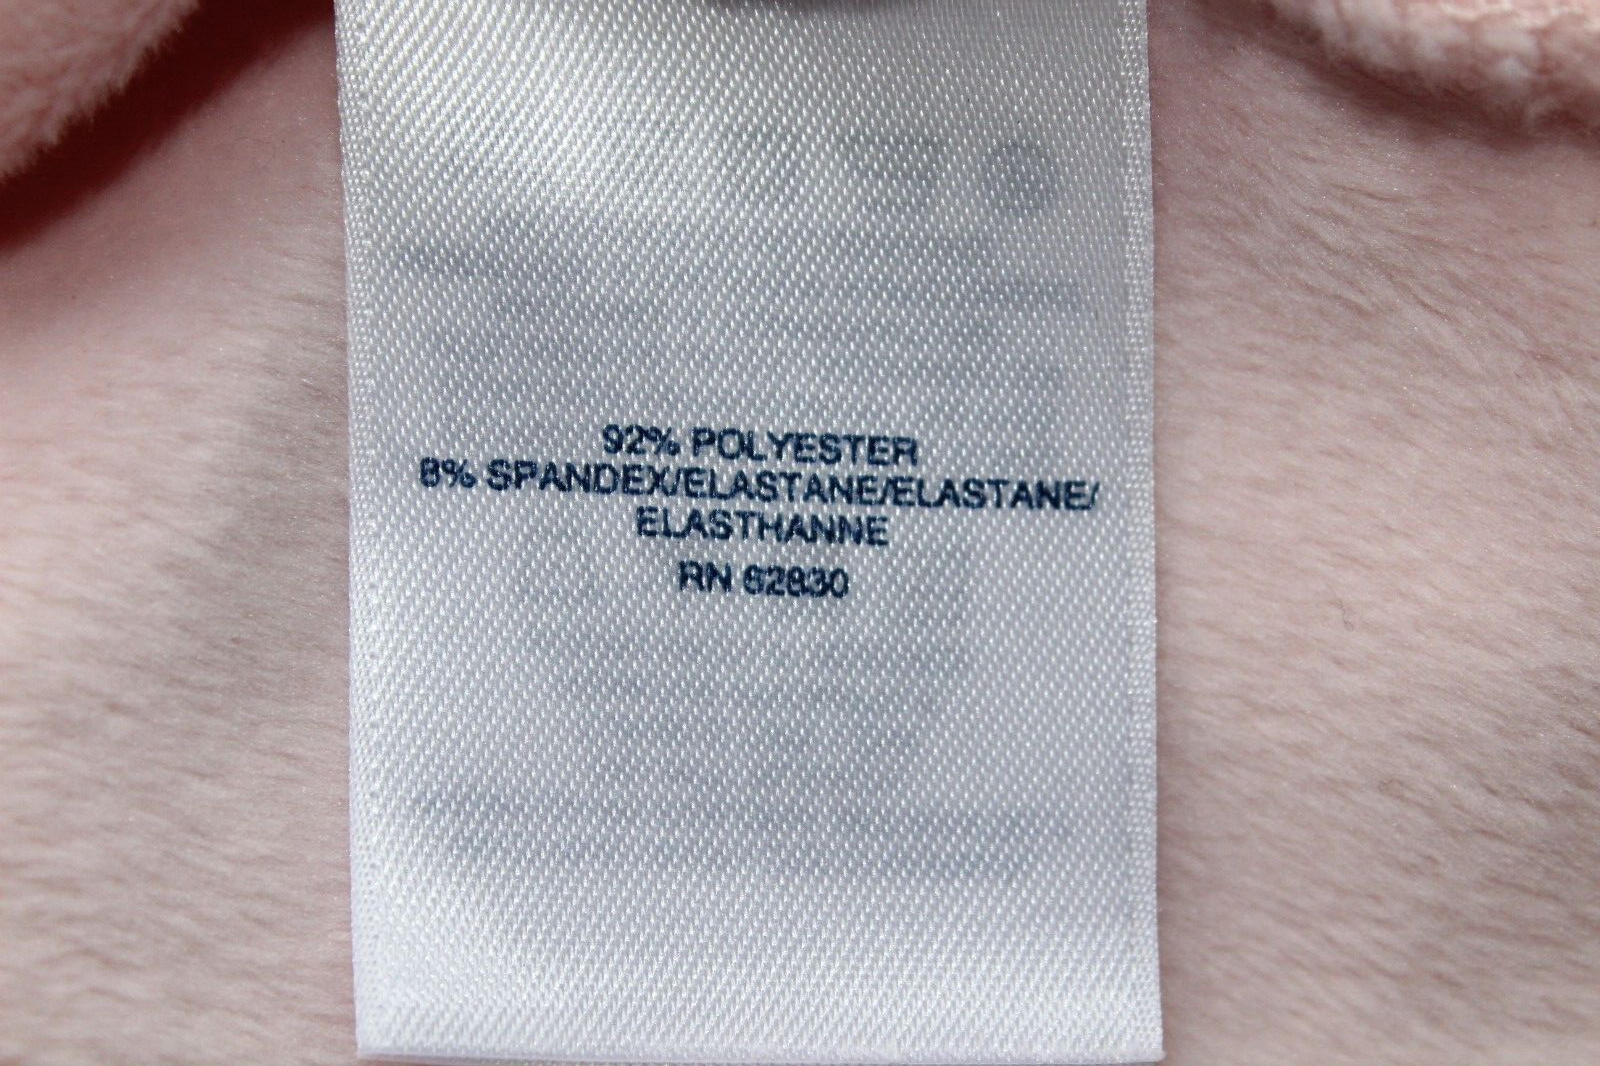 92% POLYESTER
8% SPANDEX/ELASTANE/ELASTANE/
ELASTHANNE
RN 62830